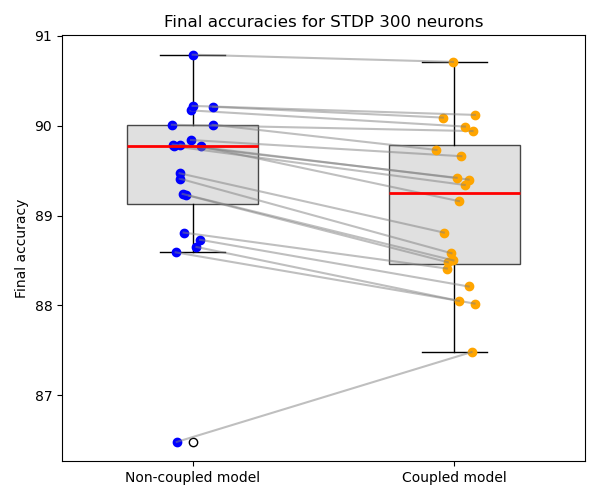 Final accuracies for STDP 300 neurons
91
90
89
88
87
Final accuracy
Non-coupled model
Coupled model